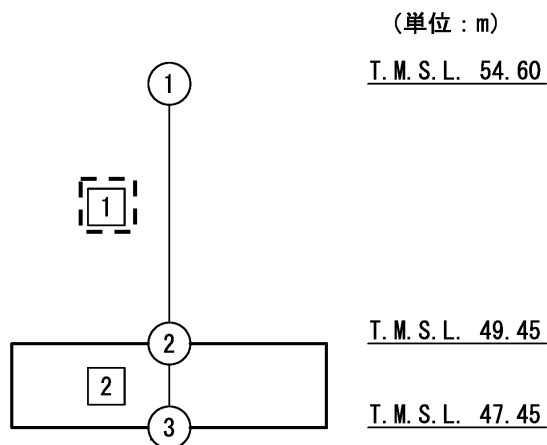 (単位：m)
① T.M.S.L. 54.60
1
② T.M.S.L. 49.45
2
③ T.M.S.L. 47.45